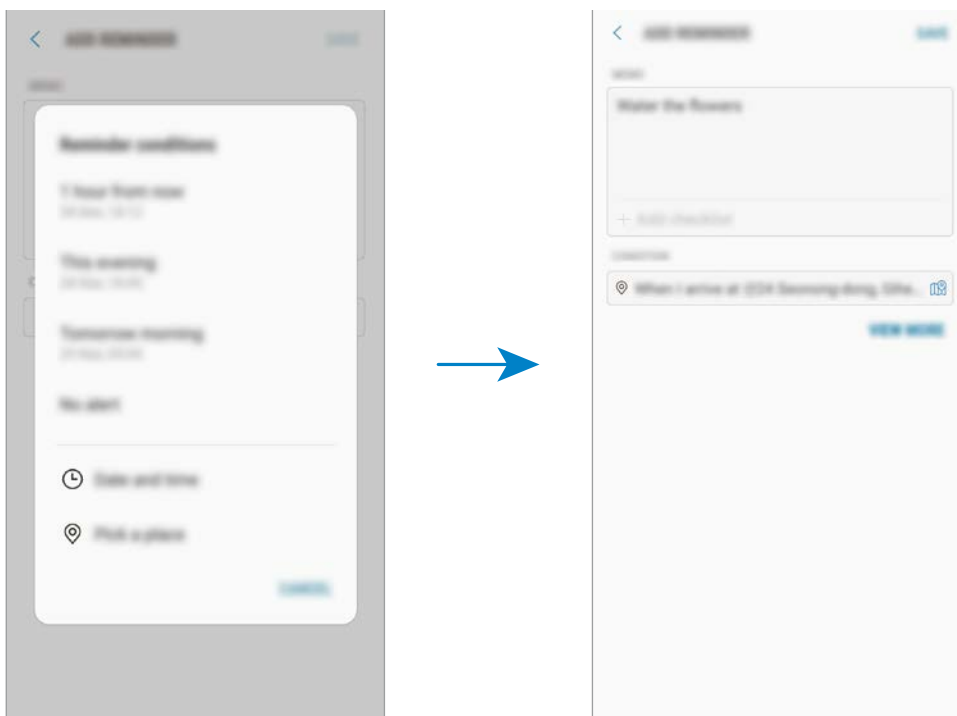 ADD REMINDER
SAVE
MEMO
Reminder conditions
1 hour from now
This evening
Tomorrow morning
No alert
Date and time
Pick a place
CANCEL
ADD REMINDER
SAVE
MEMO
Water the flowers
+ Add checklist
CONDITION
When I arrive at
VIEW MORE